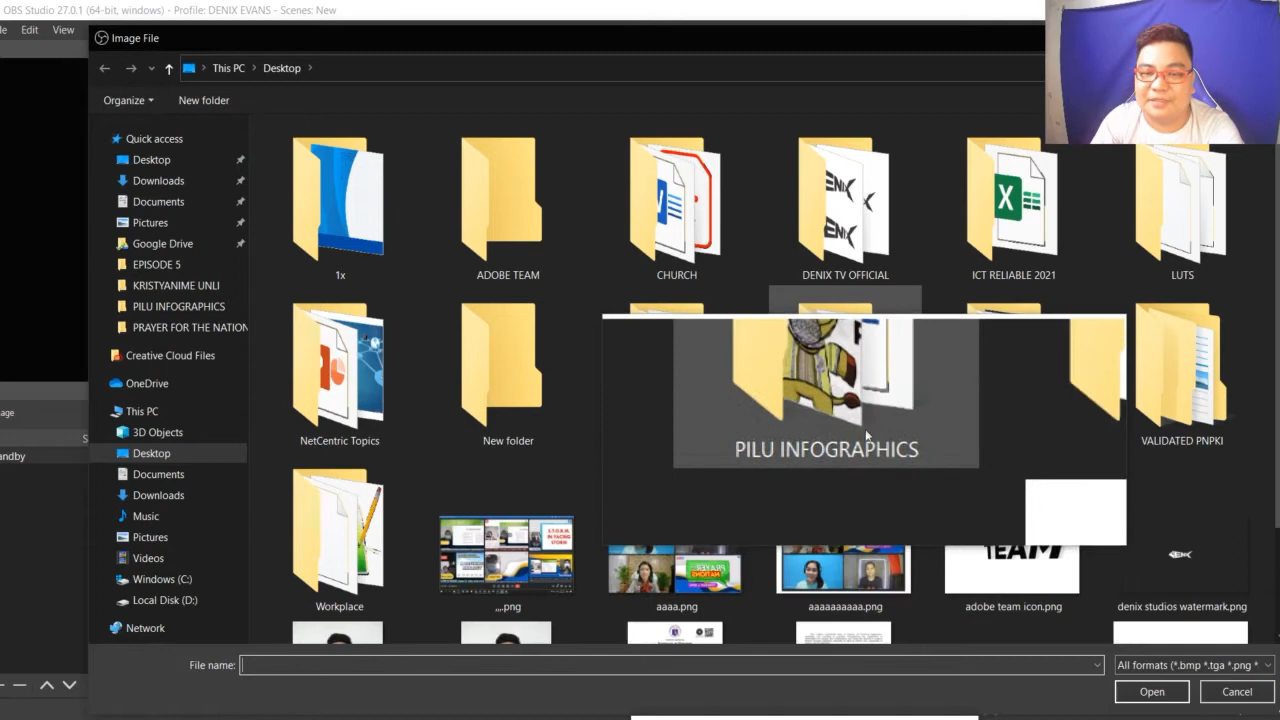 OBS Studio 27.0.1 (64-bit, windows) - Profile: DENIX EVANS - Scenes: New
Edit View
Image File
This PC > Desktop >
Organize
New folder
Quick access
Desktop
Downloads
Documents
Pictures
Google Drive
EPISODE 5
KRISTYANIME UNLI
PILU INFOGRAPHICS
PRAYER FOR THE NATION
Creative Cloud Files
OneDrive
This PC
3D Objects
Desktop
Documents
Downloads
Music
Pictures
Videos
Windows (C:)
Local Disk (D:)
Network
1x
ADOBE TEAM
CHURCH
DENIX TV OFFICIAL
ICT RELIABLE 2021
LUTS
NetCentric Topics
New folder
PILU INFOGRAPHICS
VALIDATED PNPKI
Workplace
,,,.png
aaaa.png
aaaaaaaaaa.png
TEAM
adobe team icon.png
DENIX
denix studios watermark.png
File name:
All formats (*.bmp *.tga *.png *
Open
Cancel